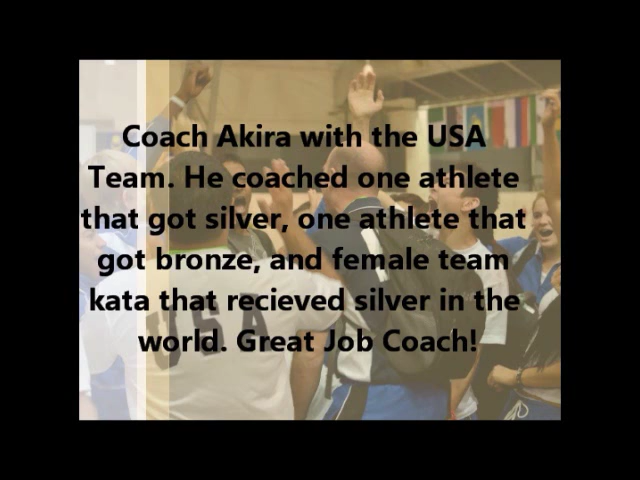 Coach Akira with the USA
Team. He coached one athlete
that got silver, one athlete that
got bronze, and female team
kata that recieved silver in the
world. Great Job Coach!
USA